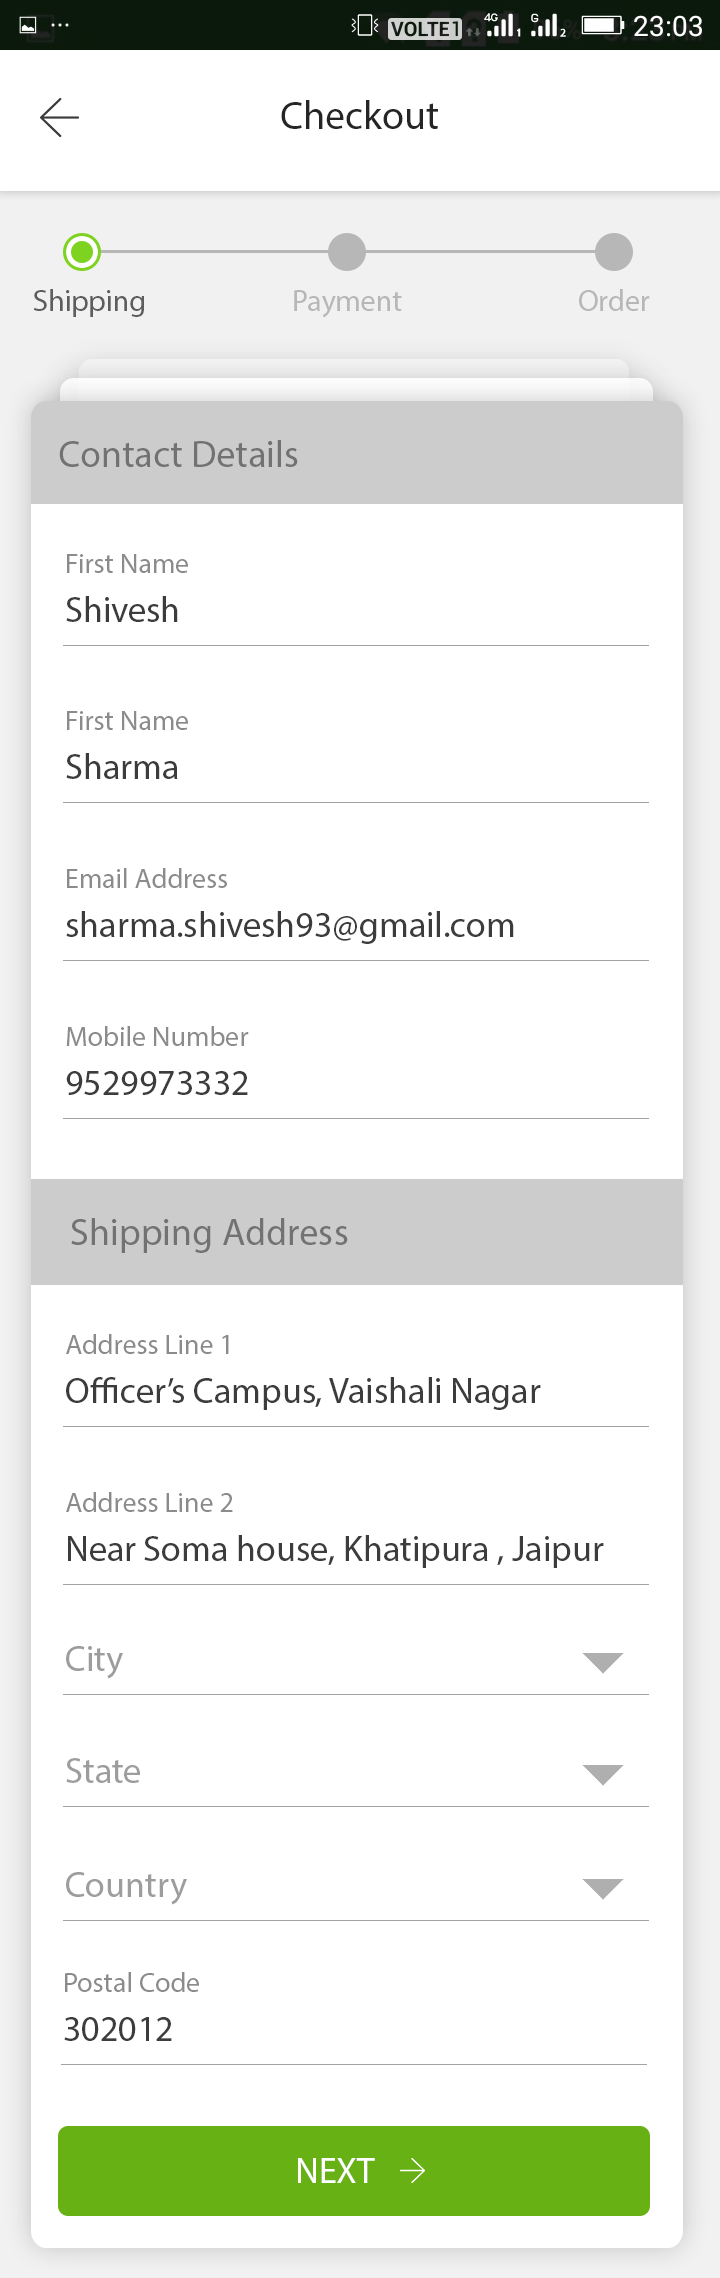 VOLTE1 4G 1 G 2 23:03
Checkout
Shipping Payment Order
Contact Details
First Name
Shivesh
First Name
Sharma
Email Address
sharma.shivesh93@gmail.com
Mobile Number
9529973332
Shipping Address
Address Line 1
Officer’s Campus, Vaishali Nagar
Address Line 2
Near Soma house, Khatipura , Jaipur
City
State
Country
Postal Code
302012
NEXT